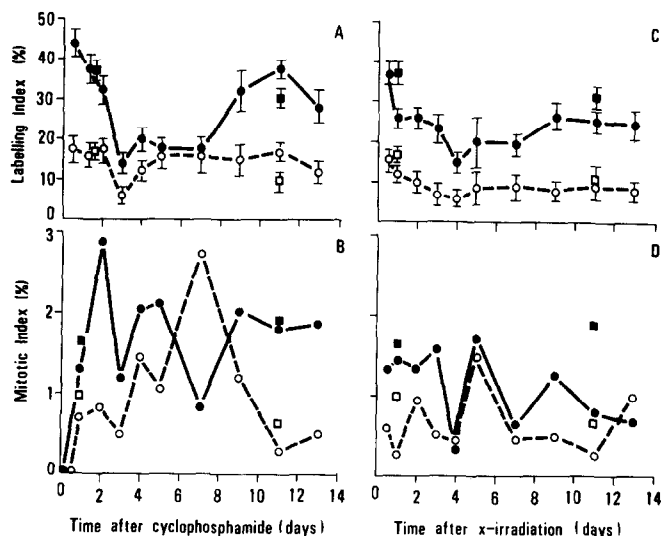 A
C
Labelling Index (%)
50
40
30
20
10
0
B
D
Mitotic Index (%)
3
2
1
0
0 2 4 6 8 10 12 14
0 2 4 6 8 10 12 14
Time after cyclophosphamide (days)
Time after x-irradiation (days)